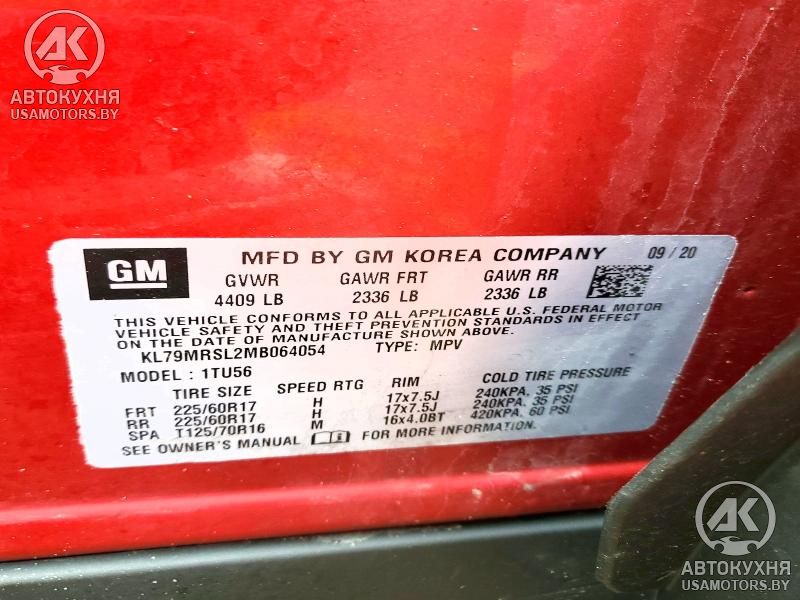 AK
АВТОКУХНЯ
USAMOTORS.BY
GM MFD BY GM KOREA COMPANY 09/20
GVWR GAWR FRT GAWR RR
4409 LB 2336 LB 2336 LB
THIS VEHICLE CONFORMS TO ALL APPLICABLE U.S. FEDERAL MOTOR
VEHICLE SAFETY AND THEFT PREVENTION STANDARDS IN EFFECT
ON THE DATE OF MANUFACTURE SHOWN ABOVE.
KL79MRSL2MB064054 TYPE: MPV
MODEL : 1TU56
TIRE SIZE SPEED RTG RIM COLD TIRE PRESSURE
FRT 225/60R17 H 17x7.5J 240KPA, 35 PSI
RR 225/60R17 H 17x7.5J 240KPA, 35 PSI
SPA T125/70R16 M 16x4.0BT 420KPA, 60 PSI
SEE OWNER'S MANUAL FOR MORE INFORMATION.
AK
АВТОКУХНЯ
USAMOTORS.BY